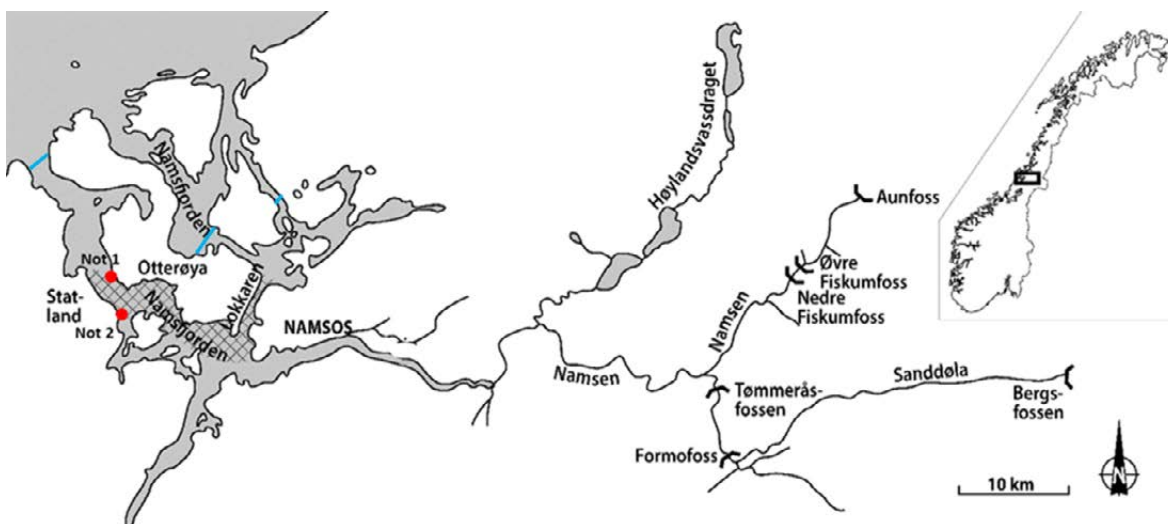 Namsfjorden
Høylandsvassdraget
Aunfoss
Not 1
Otterøya
Øvre
Fiskumfoss
Nedre
Fiskumfoss
Stat-
land
Lokkaren
Namsfjorden
Not 2
NAMSOS
Namsen
Namsen
Sanddøla
Tømmerås-
fossen
Bergs-
fossen
Formofoss
10 km
N